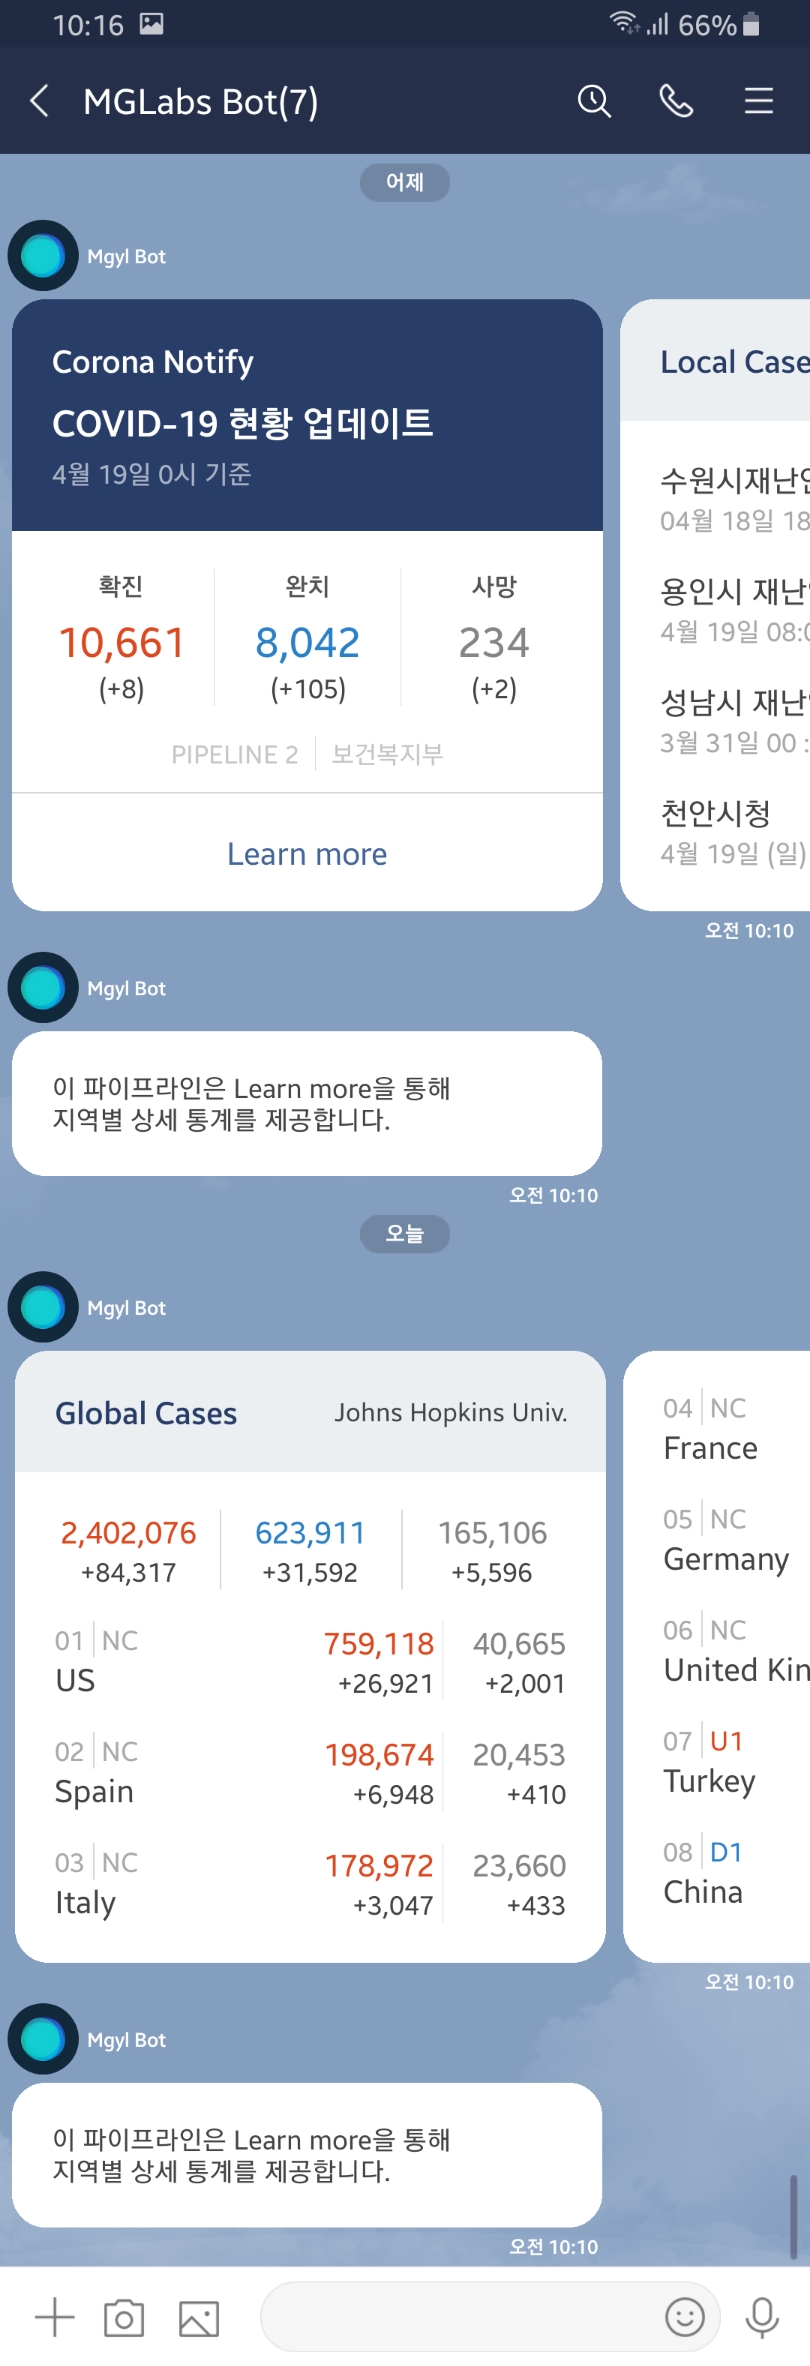 10:16
66%
MGLabs Bot(7)
어제
Mgyl Bot
Corona Notify
COVID-19 현황 업데이트
4월 19일 0시 기준
확진 완치 사망
10,661 8,042 234
(+8) (+105) (+2)
PIPELINE 2 보건복지부
Learn more
Local Case
수원시재난안
04월 18일 18
용인시 재난
4월 19일 08:0
성남시 재난
3월 31일 00 :
천안시청
4월 19일 (일)
오전 10:10
Mgyl Bot
이 파이프라인은 Learn more을 통해
지역별 상세 통계를 제공합니다.
오전 10:10
오늘
Mgyl Bot
Global Cases Johns Hopkins Univ.
2,402,076 623,911 165,106
+84,317 +31,592 +5,596
01 NC 759,118 40,665
US +26,921 +2,001
02 NC 198,674 20,453
Spain +6,948 +410
03 NC 178,972 23,660
Italy +3,047 +433
04 NC
France
05 NC
Germany
06 NC
United Kin
07 U1
Turkey
08 D1
China
오전 10:10
Mgyl Bot
이 파이프라인은 Learn more을 통해
지역별 상세 통계를 제공합니다.
오전 10:10